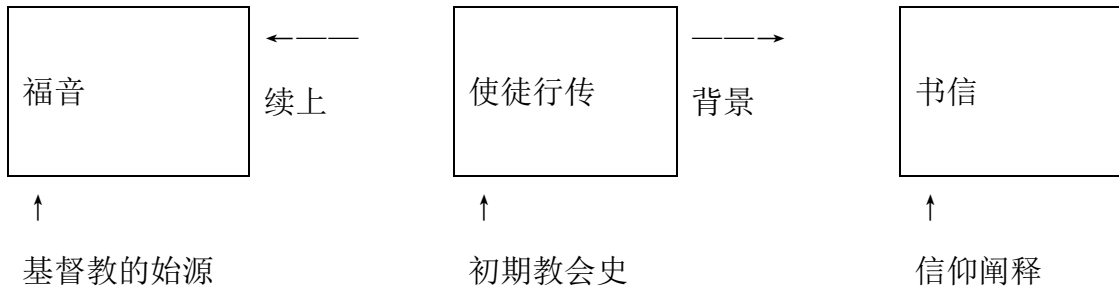 福音
续上
使徒行传
背景
书信
基督教的始源
初期教会史
信仰阐释